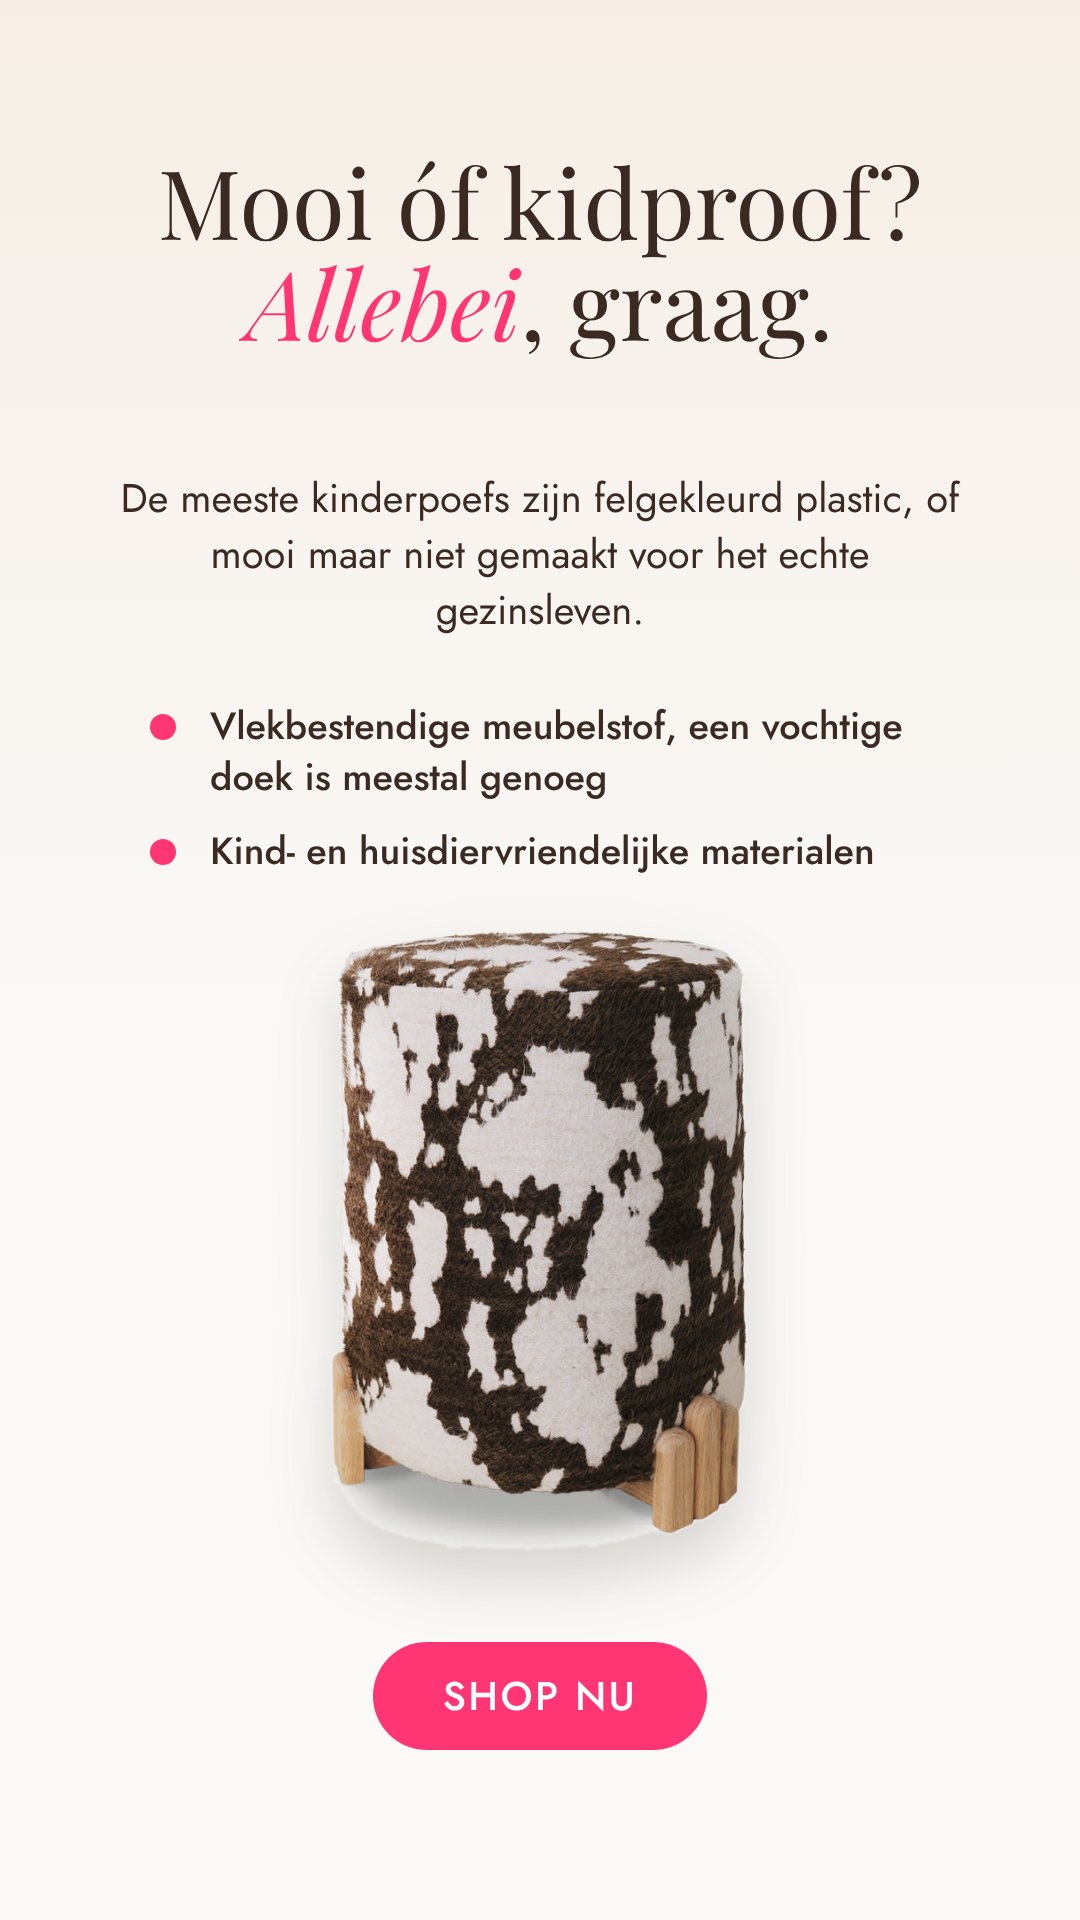 Mooi óf kidproof?
Allebei, graag.
De meeste kinderpoefs zijn felgekleurd plastic, of
mooi maar niet gemaakt voor het echte
gezinsleven.
Vlekbestendige meubelstof, een vochtige
doek is meestal genoeg
Kind- en huisdiervriendelijke materialen
SHOP NU